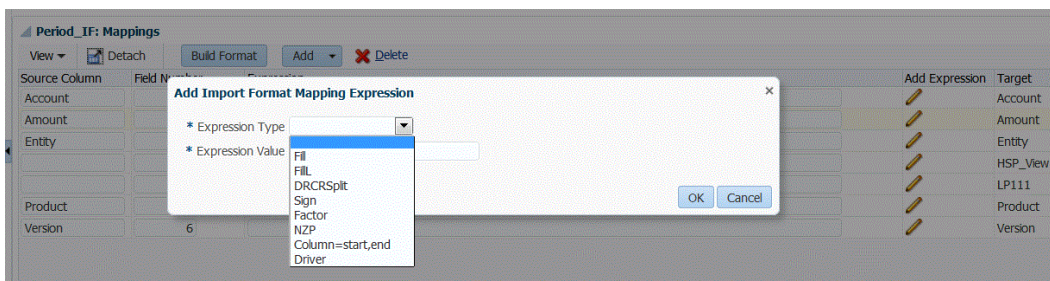 Period_IF: Mappings
View Detach Build Format Add Delete
Source Column Field Number Expression Add Expression Target
Account Account
Add Import Format Mapping Expression
Amount Amount
* Expression Type
Entity Entity
* Expression Value
HSP_View
LP111
Product Product
Version 6 Version
Fill
FillL
DRCRSplit
Sign
Factor
NZP
Column=start,end
Driver
OK Cancel